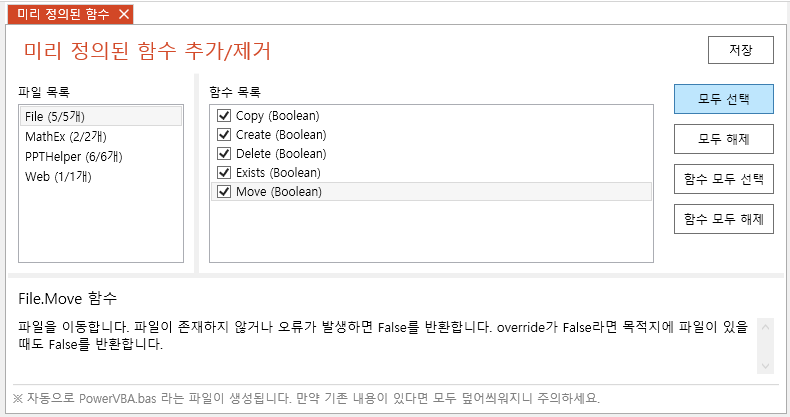 미리 정의된 함수
미리 정의된 함수 추가/제거
저장
파일 목록
File (5/5개)
MathEx (2/2개)
PPTHelper (6/6개)
Web (1/1개)
함수 목록
Copy (Boolean)
Create (Boolean)
Delete (Boolean)
Exists (Boolean)
Move (Boolean)
모두 선택
모두 해제
함수 모두 선택
함수 모두 해제
File.Move 함수
파일을 이동합니다. 파일이 존재하지 않거나 오류가 발생하면 False를 반환합니다. override가 False라면 목적지에 파일이 있을
때도 False를 반환합니다.
※ 자동으로 PowerVBA.bas 라는 파일이 생성됩니다. 만약 기존 내용이 있다면 모두 덮어씌워지니 주의하세요.